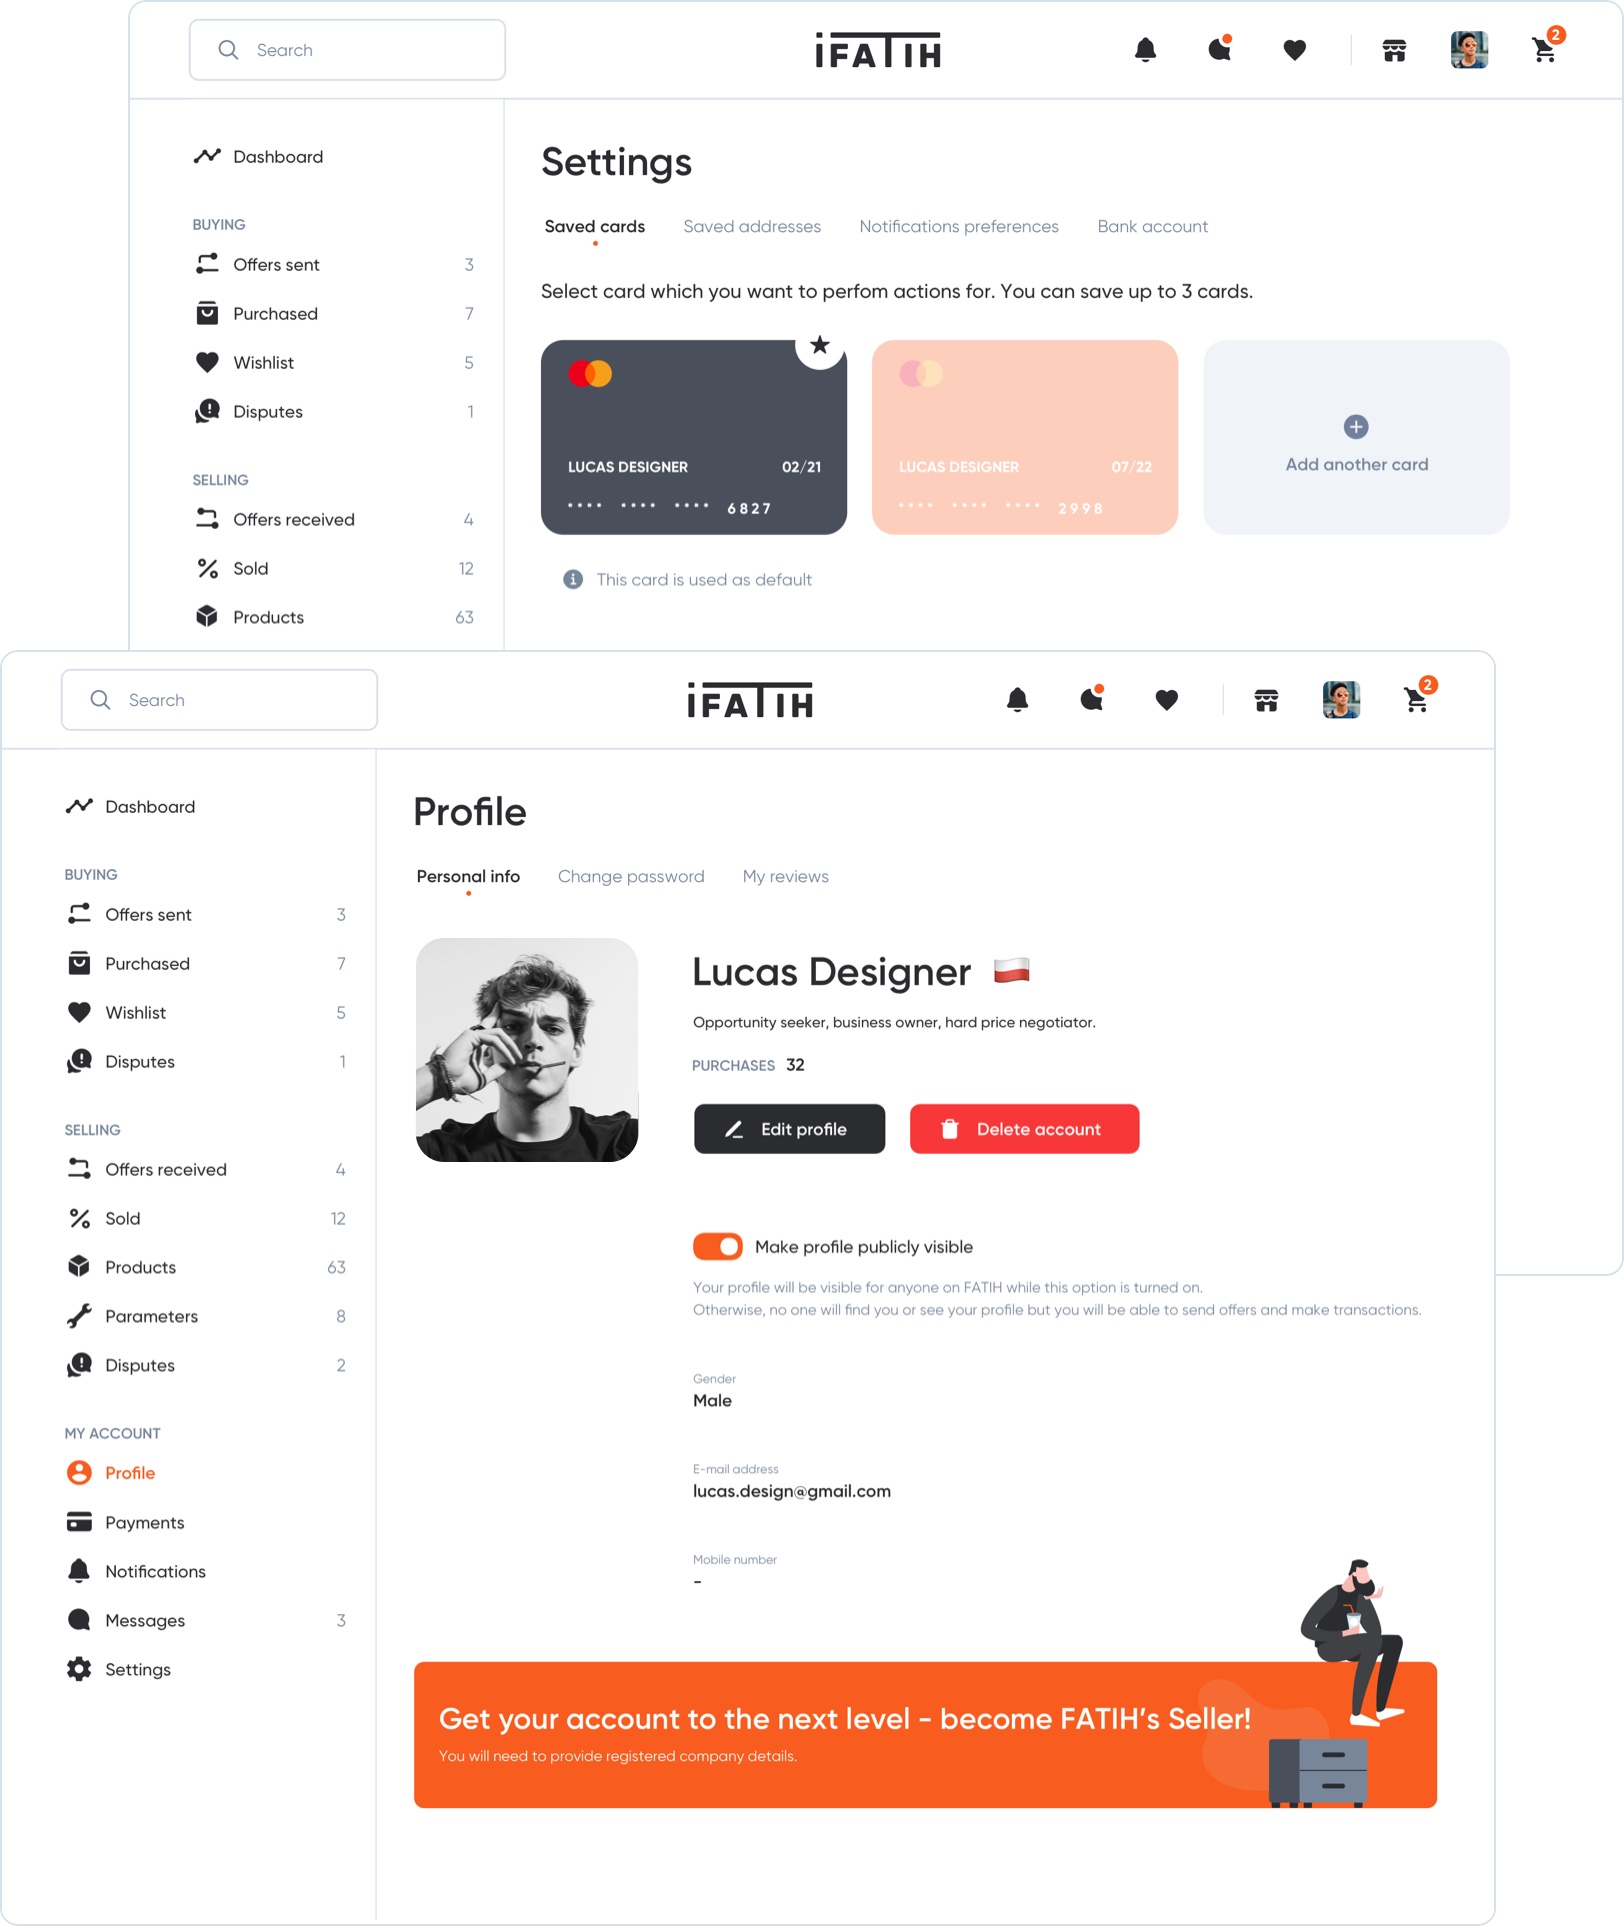 Search
iFATIH
2
Dashboard
BUYING
Offers sent 3
Purchased 7
Wishlist 5
Disputes 1
SELLING
Offers received 4
Sold 12
Products 63
Settings
Saved cards Saved addresses Notifications preferences Bank account
Select card which you want to perfom actions for. You can save up to 3 cards.
LUCAS DESIGNER 02/21
•••• •••• •••• 6827
LUCAS DESIGNER 07/22
•••• •••• •••• 2998
Add another card
This card is used as default
Search
iFATIH
2
Dashboard
BUYING
Offers sent 3
Purchased 7
Wishlist 5
Disputes 1
SELLING
Offers received 4
Sold 12
Products 63
Parameters 8
Disputes 2
MY ACCOUNT
Profile
Payments
Notifications
Messages 3
Settings
Profile
Personal info Change password My reviews
Lucas Designer
Opportunity seeker, business owner, hard price negotiator.
PURCHASES 32
Edit profile Delete account
Make profile publicly visible
Your profile will be visible for anyone on FATIH while this option is turned on.
Otherwise, no one will find you or see your profile but you will be able to send offers and make transactions.
Gender
Male
E-mail address
lucas.design@gmail.com
Mobile number
-
Get your account to the next level - become FATIH's Seller!
You will need to provide registered company details.